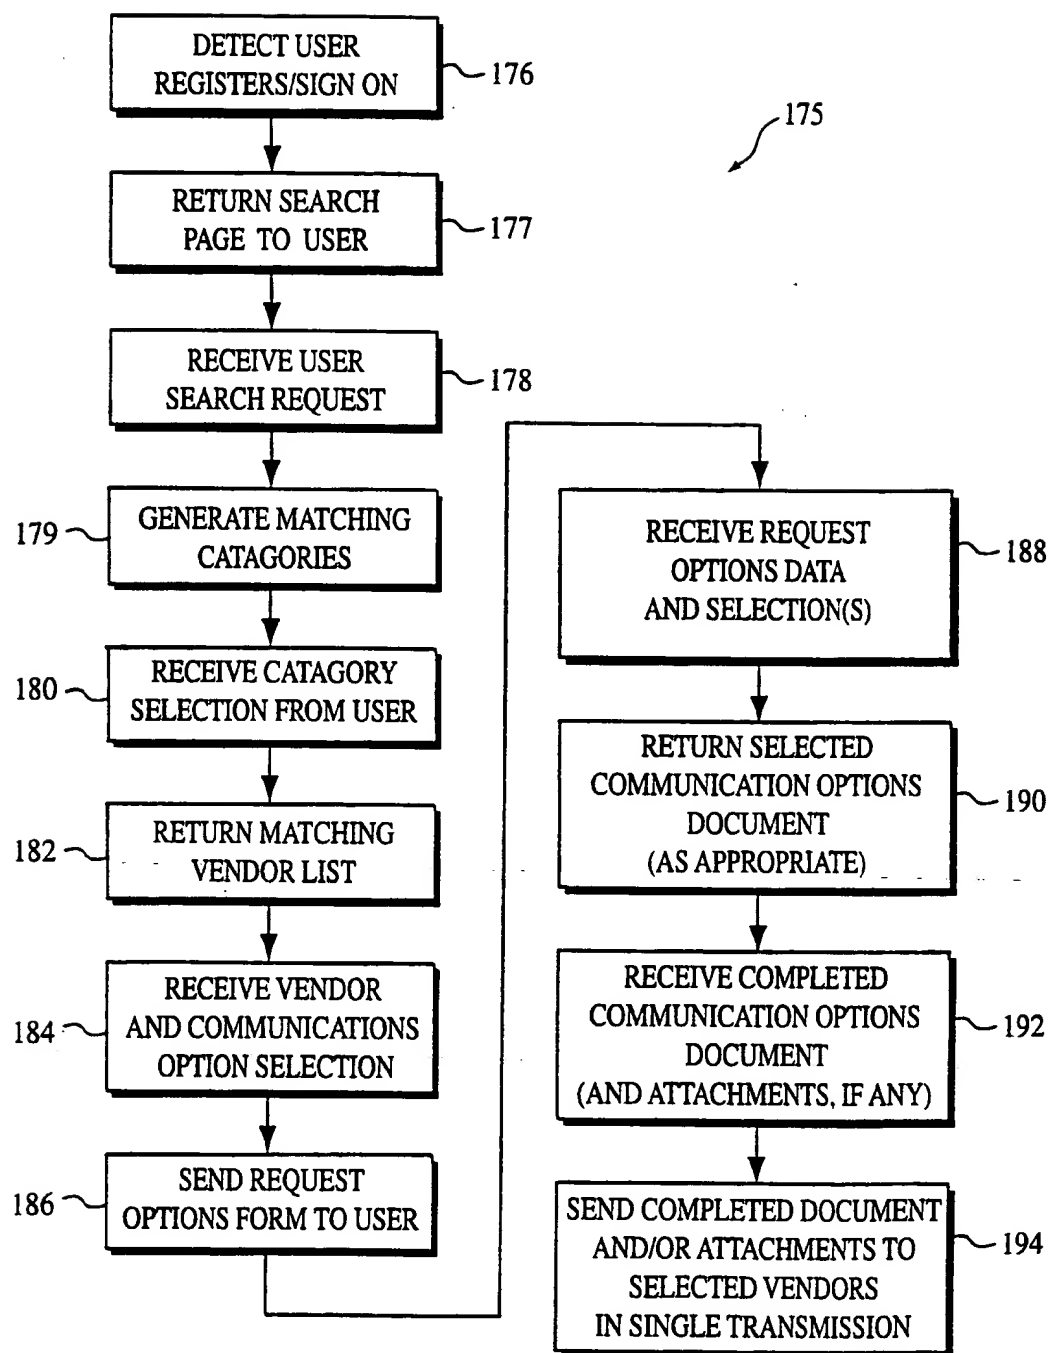 DETECT USER
REGISTERS/SIGN ON
176
175
RETURN SEARCH
PAGE TO USER
177
RECEIVE USER
SEARCH REQUEST
178
GENERATE MATCHING
CATAGORIES
179
RECEIVE CATAGORY
SELECTION FROM USER
180
RETURN MATCHING
VENDOR LIST
182
RECEIVE VENDOR
AND COMMUNICATIONS
OPTION SELECTION
184
SEND REQUEST
OPTIONS FORM TO USER
186
RECEIVE REQUEST
OPTIONS DATA
AND SELECTION(S)
188
RETURN SELECTED
COMMUNICATION OPTIONS
DOCUMENT
(AS APPROPRIATE)
190
RECEIVE COMPLETED
COMMUNICATION OPTIONS
DOCUMENT
(AND ATTACHMENTS, IF ANY)
192
SEND COMPLETED DOCUMENT
AND/OR ATTACHMENTS TO
SELECTED VENDORS
IN SINGLE TRANSMISSION
194